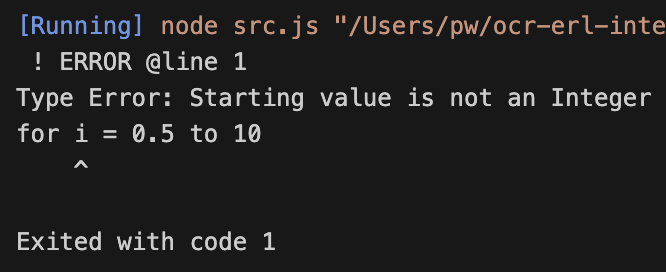 [Running] node src.js "/Users/pw/ocr-erl-inte
! ERROR @line 1
Type Error: Starting value is not an Integer
for i = 0.5 to 10
^
Exited with code 1